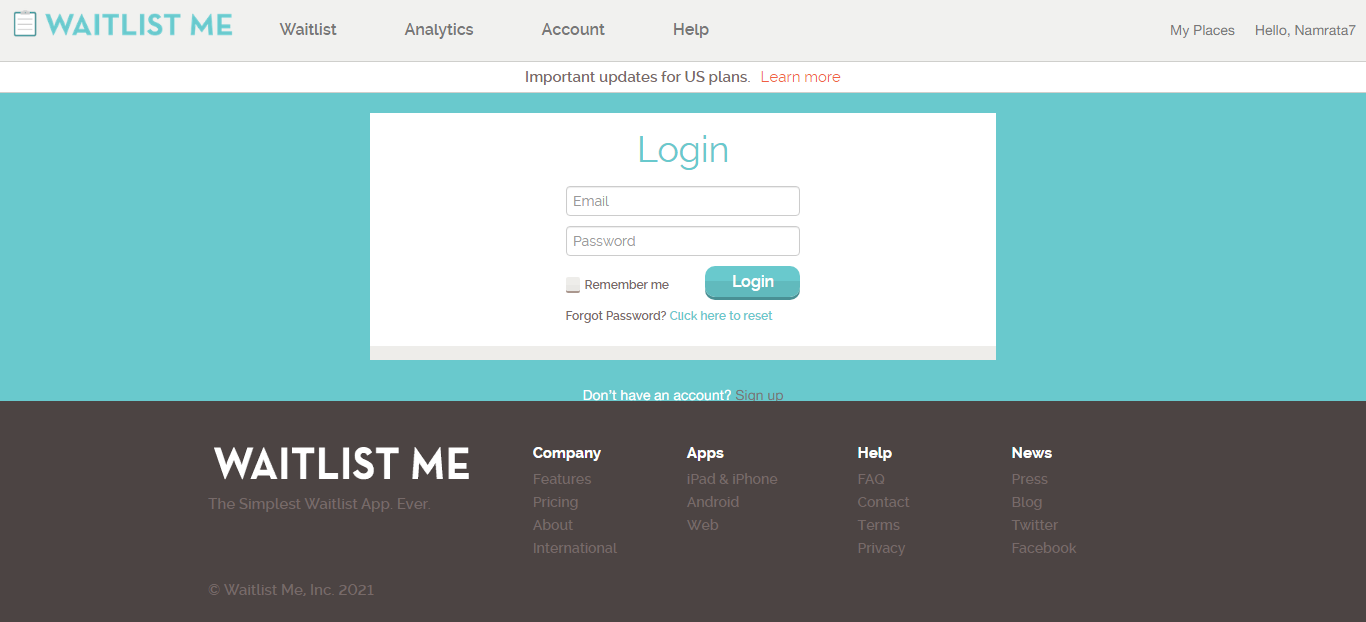 WAITLIST ME Waitlist Analytics Account Help My Places Hello, Namrata7
Important updates for US plans. Learn more
Login
Email
Password
Remember me Login
Forgot Password? Click here to reset
Don't have an account? Sign up
WAITLIST ME
The Simplest Waitlist App. Ever.
Company
Features
Pricing
About
International
Apps
iPad & iPhone
Android
Web
Help
FAQ
Contact
Terms
Privacy
News
Press
Blog
Twitter
Facebook
© Waitlist Me, Inc. 2021